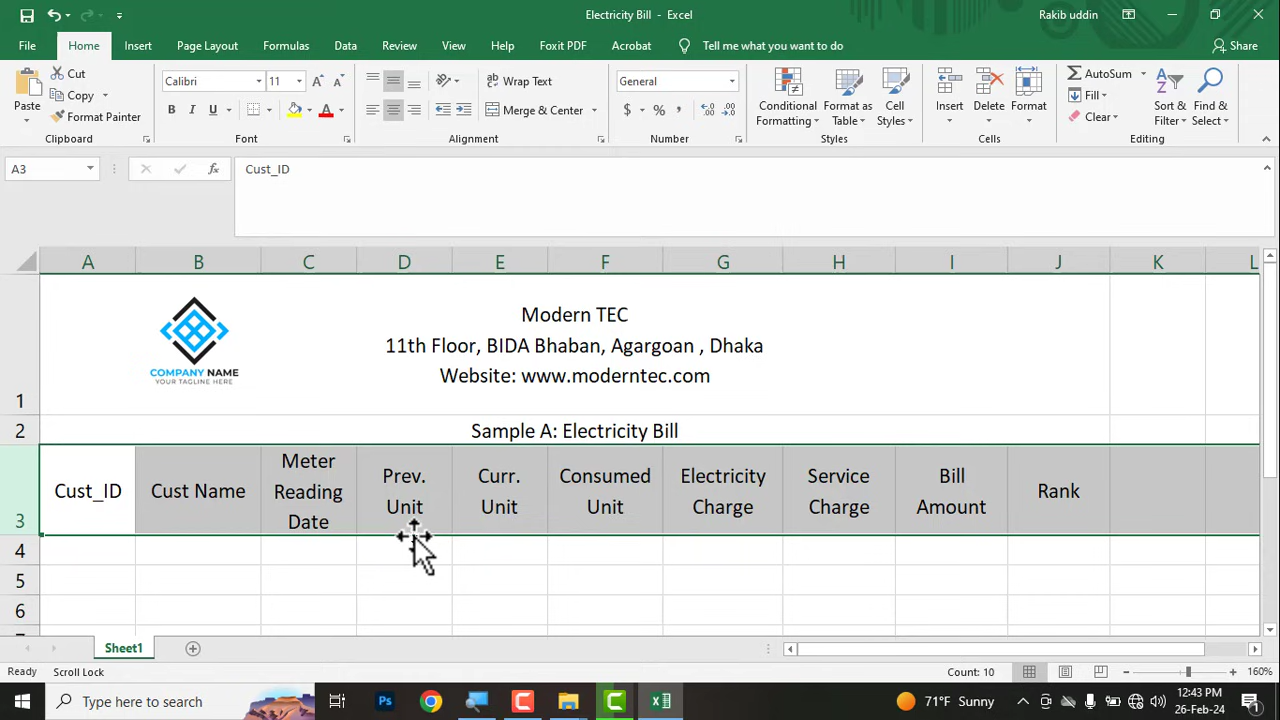 Electricity Bill - Excel
Rakib uddin
File Home Insert Page Layout Formulas Data Review View Help Foxit PDF Acrobat Tell me what you want to do Share
Paste
Cut
Copy
Format Painter
Clipboard
Calibri 11
B I U
Font
Wrap Text
Merge & Center
Alignment
General
$ % ,
Number
Conditional Formatting
Format as Table
Cell Styles
Styles
Insert
Delete
Format
Cells
AutoSum
Fill
Clear
Sort & Filter
Find & Select
Editing
A3
fx
Cust_ID
A B C D E F G H I J K L
COMPANY NAME
YOUR TAGLINE HERE
Modern TEC
11th Floor, BIDA Bhaban, Agargoan , Dhaka
Website: www.moderntec.com
1
2 Sample A: Electricity Bill
3
Cust_ID
Cust Name
Meter Reading Date
Prev. Unit
Curr. Unit
Consumed Unit
Electricity Charge
Service Charge
Bill Amount
Rank
4
5
6
Sheet1
Ready Scroll Lock Count: 10 160%
Type here to search
Ps
71°F Sunny
12:43 PM
26-Feb-24